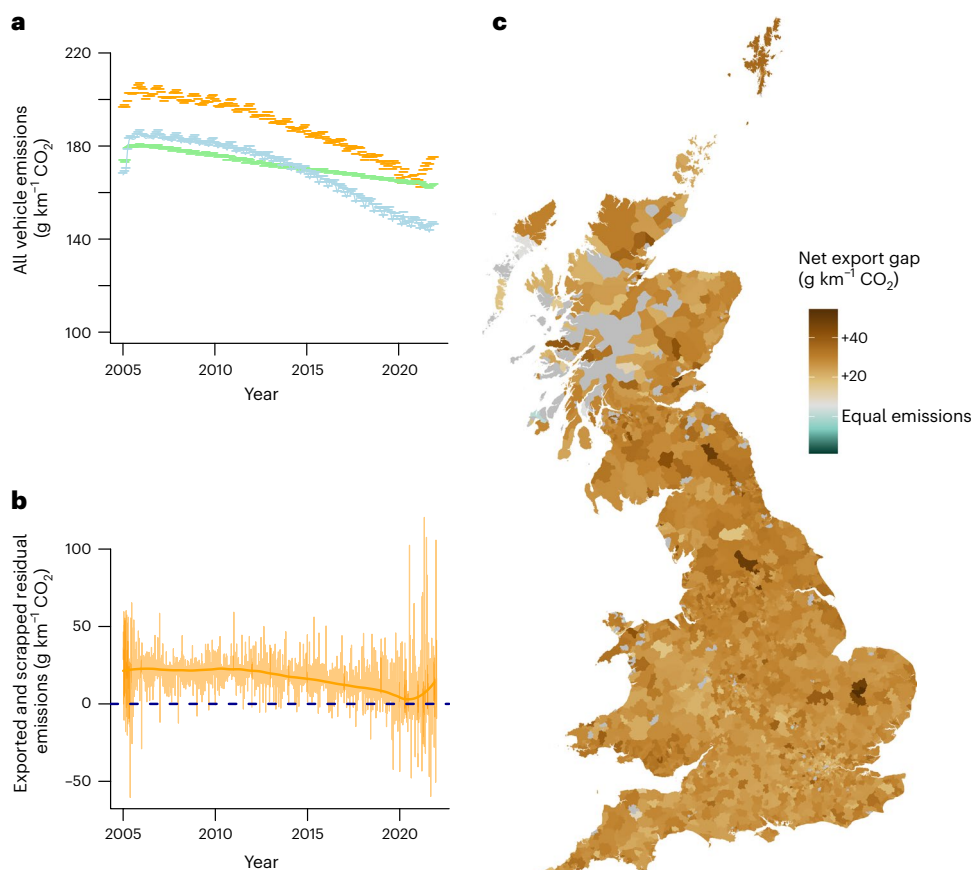 a
All vehicle emissions
(g km⁻¹ CO₂)
220
180
140
100
2005
2010
2015
2020
Year
b
Exported and scrapped residual
emissions (g km⁻¹ CO₂)
100
50
0
−50
2005
2010
2015
2020
Year
c
Net export gap
(g km⁻¹ CO₂)
+40
+20
Equal emissions